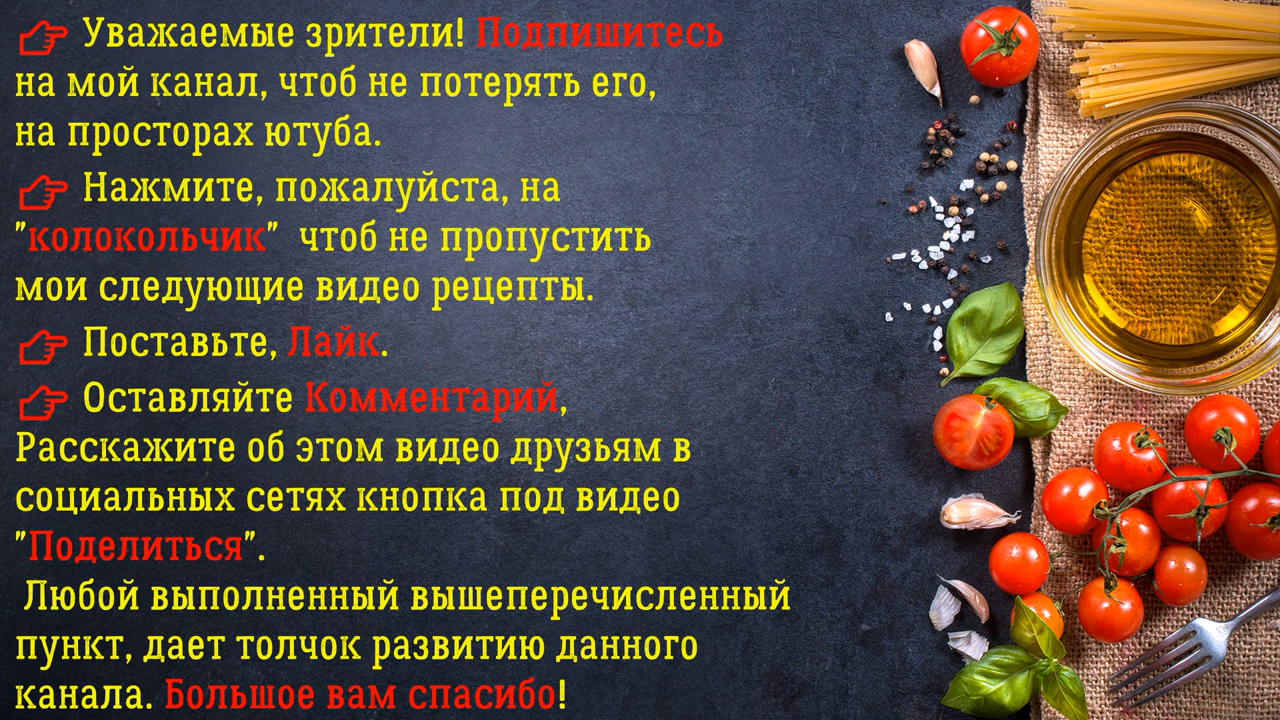 Уважаемые зрители! Подпишитесь
на мой канал, чтоб не потерять его,
на просторах ютуба.
Нажмите, пожалуйста, на
"колокольчик" чтоб не пропустить
мои следующие видео рецепты.
Поставьте, Лайк.
Оставляйте Комментарий,
Расскажите об этом видео друзьям в
социальных сетях кнопка под видео
"Поделиться".
Любой выполненный вышеперечисленный
пункт, дает толчок развитию данного
канала. Большое вам спасибо!